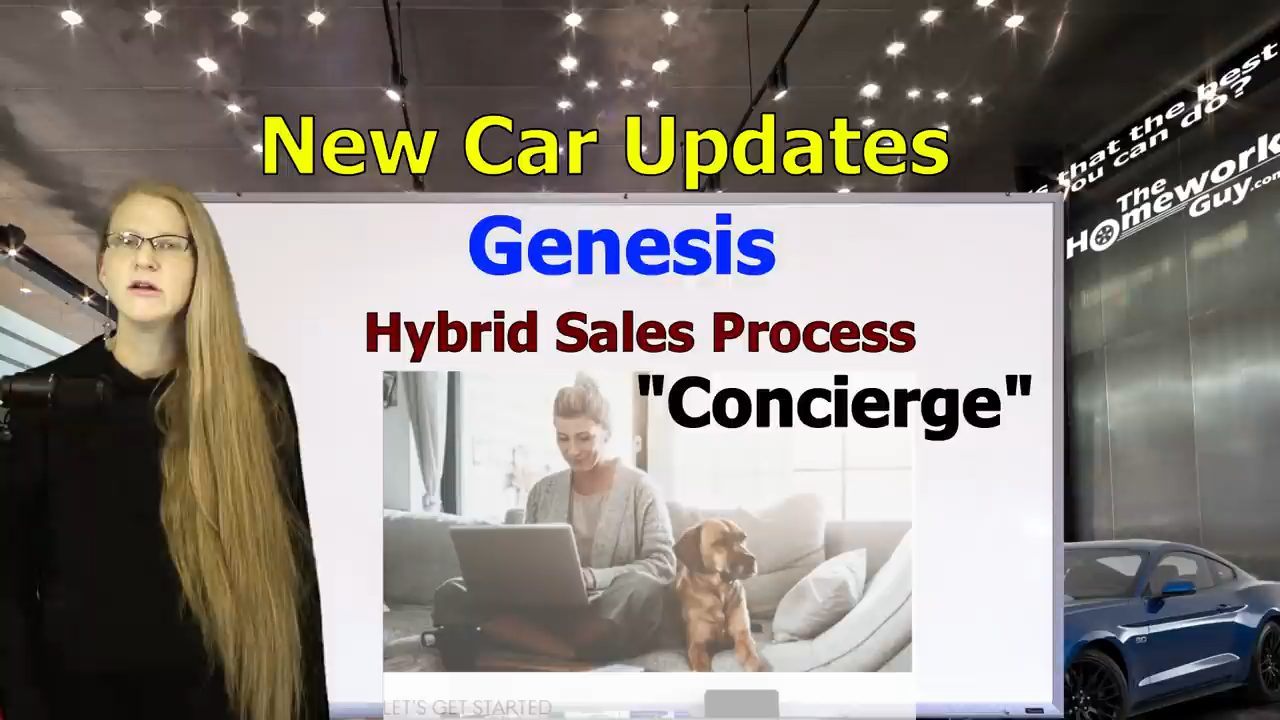 New Car Updates
Genesis
Hybrid Sales Process
"Concierge"
LET'S GET STARTED
that the best
you can do?
The
Homework
Guy.com